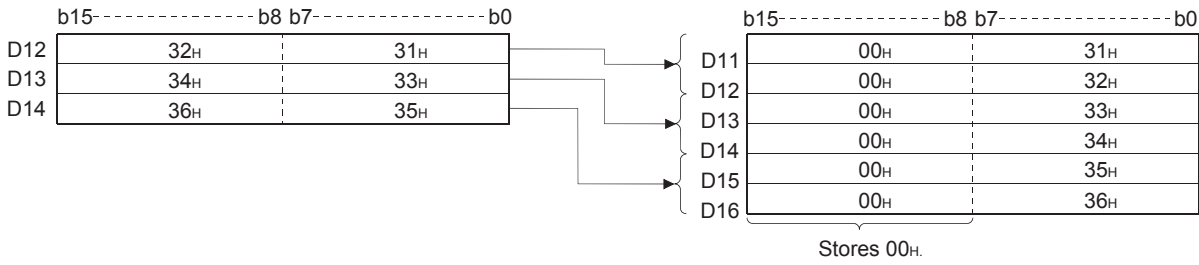 b15 b8 b7 b0
D12 32H 31H
D13 34H 33H
D14 36H 35H
b15 b8 b7 b0
D11 00H 31H
D12 00H 32H
D13 00H 33H
D14 00H 34H
D15 00H 35H
D16 00H 36H
Stores 00H.